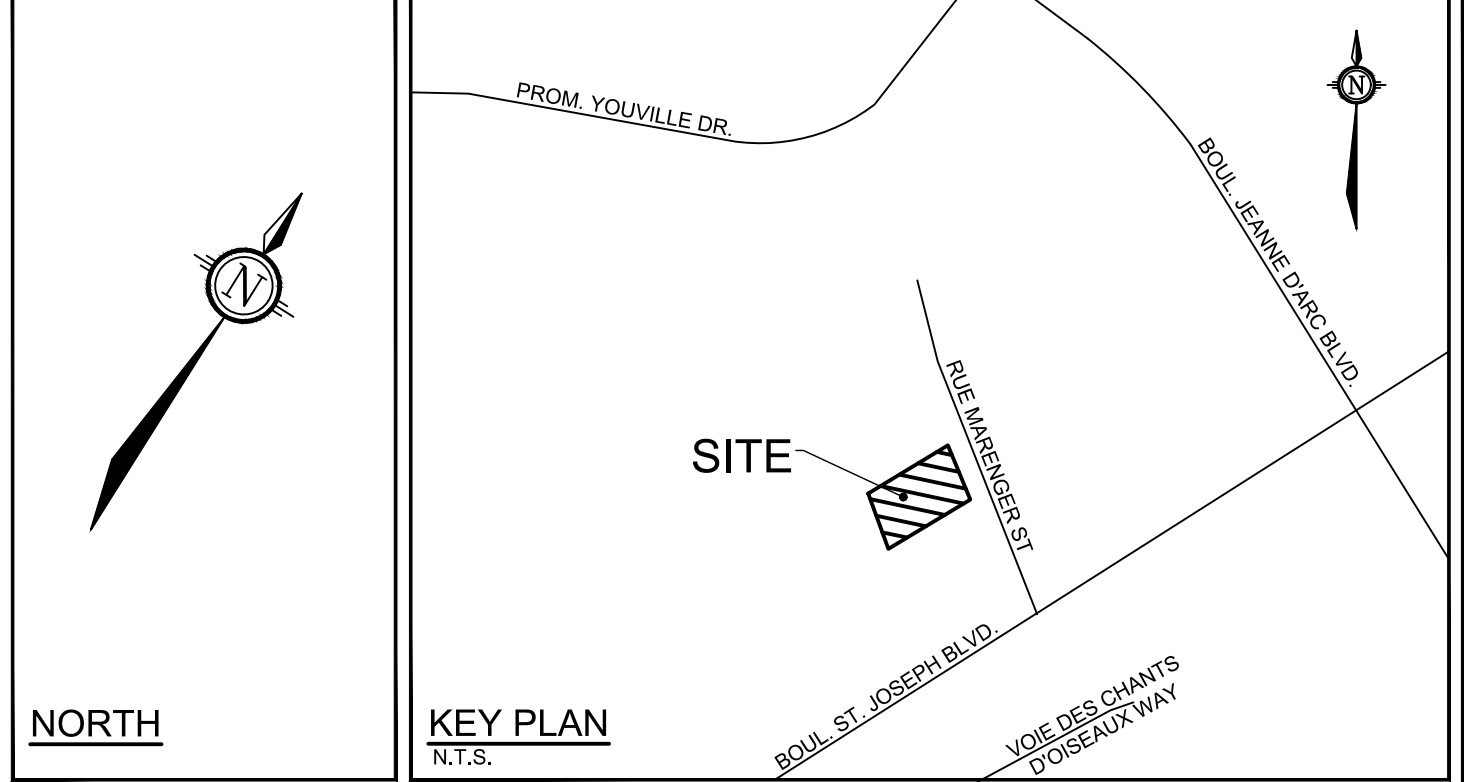 N
NORTH
PROM. YOUVILLE DR.
N
BOUL. JEANNE D'ARC BLVD.
RUE MARENGER ST
SITE
BOUL. ST. JOSEPH BLVD.
VOIE DES CHANTS
D'OISEAUX WAY
KEY PLAN
N.T.S.